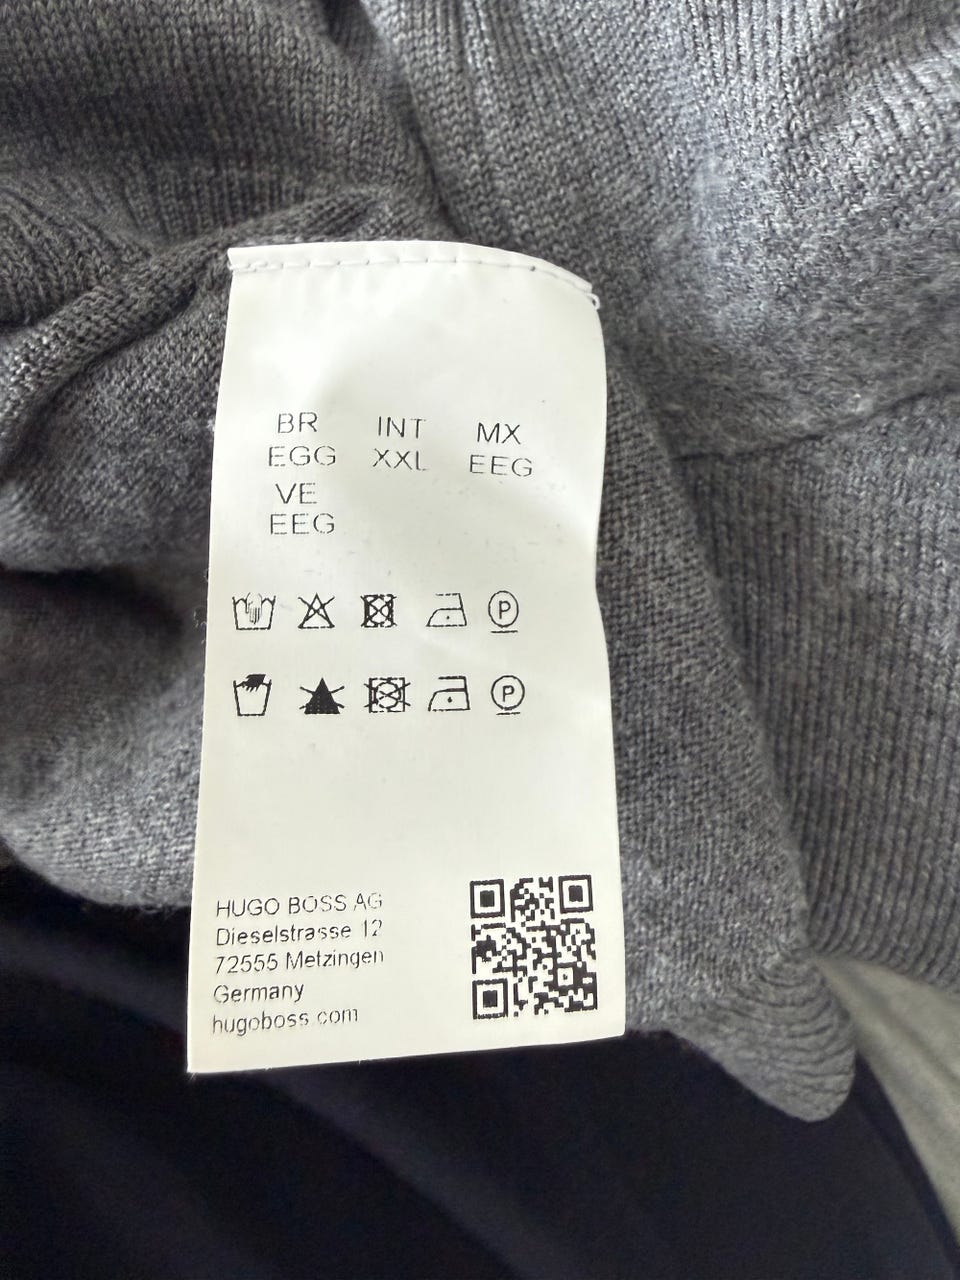 BR INT MX
EGG XXL EEG
VE
EEG
P
P
HUGO BOSS AG
Dieselstrasse 12
72555 Metzingen
Germany
hugoboss.com